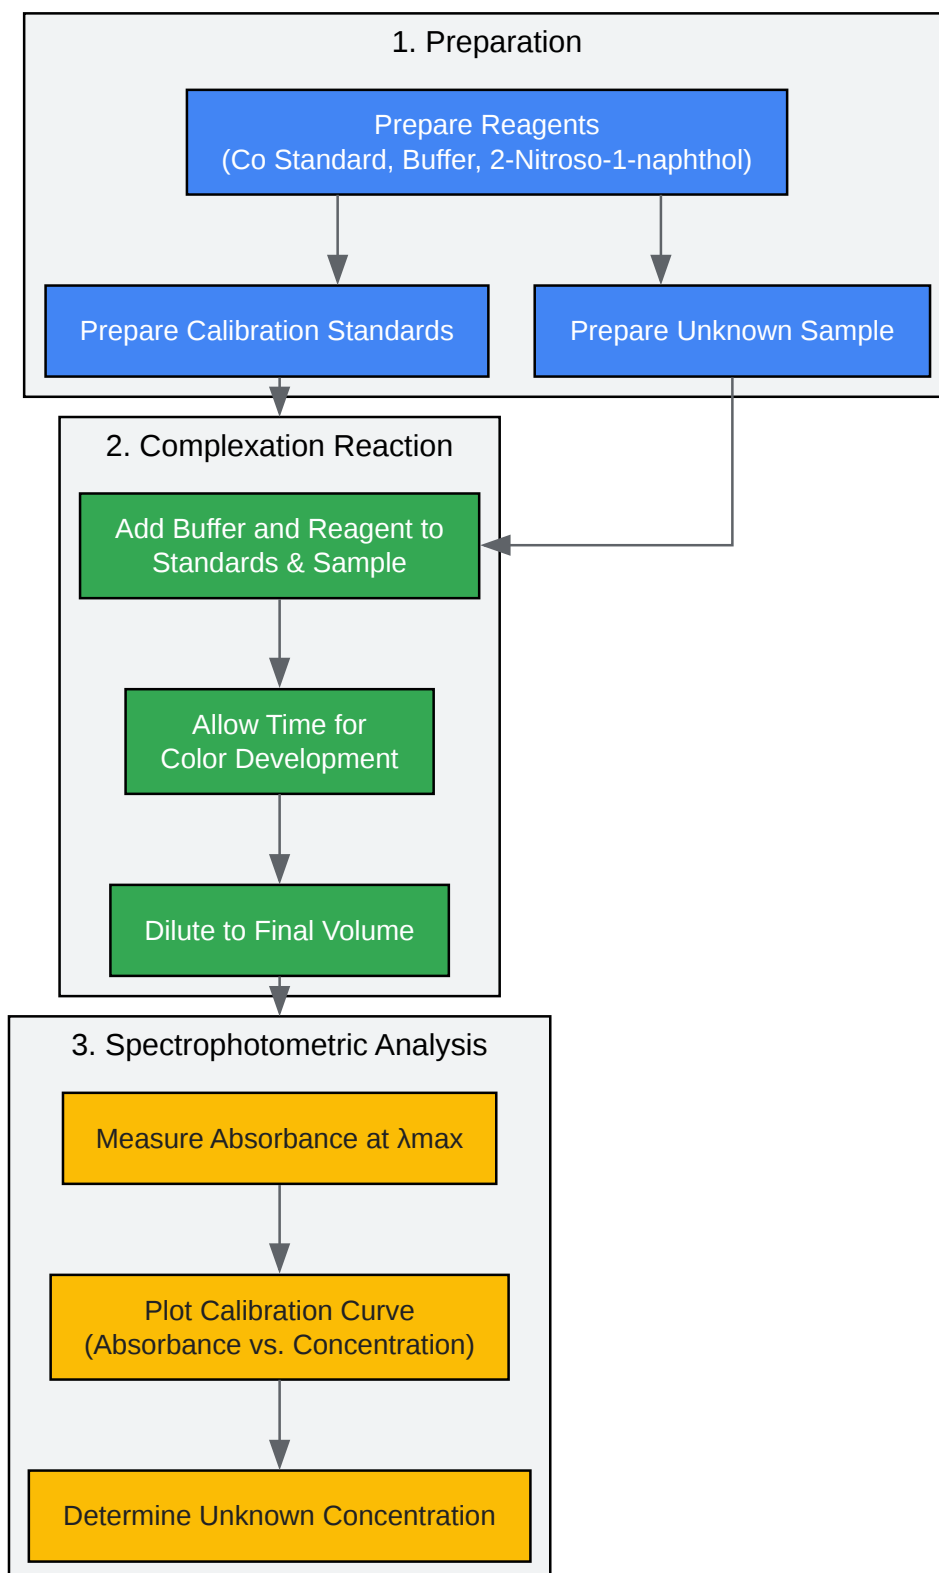 1. Preparation
Prepare Reagents
(Co Standard, Buffer, 2-Nitroso-1-naphthol)
Prepare Calibration Standards
Prepare Unknown Sample
2. Complexation Reaction
Add Buffer and Reagent to
Standards & Sample
Allow Time for
Color Development
Dilute to Final Volume
3. Spectrophotometric Analysis
Measure Absorbance at λmax
Plot Calibration Curve
(Absorbance vs. Concentration)
Determine Unknown Concentration